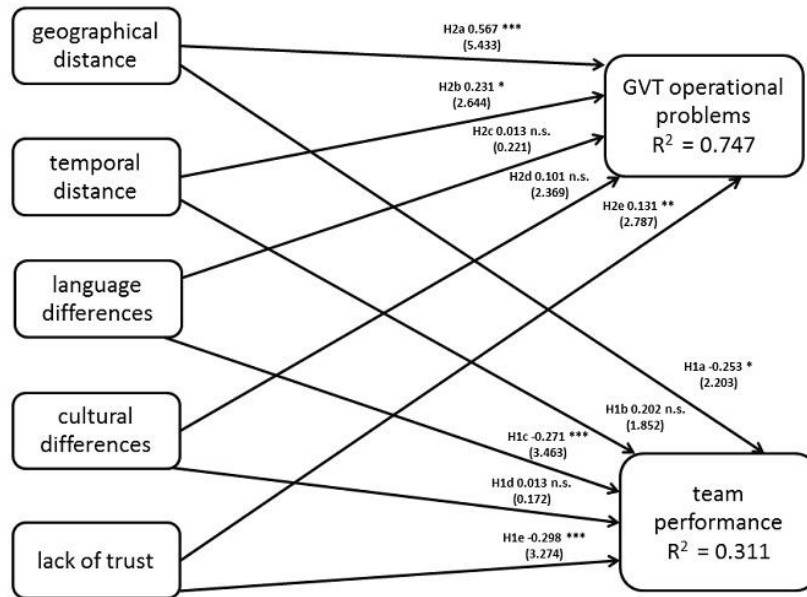 geographical
distance
temporal
distance
language
differences
cultural
differences
lack of trust
H2a 0.567 ***
(5.433)
H2b 0.231 *
(2.644)
H2c 0.013 n.s.
(0.221)
H2d 0.101 n.s.
(2.369)
H2e 0.131 **
(2.787)
GVT operational
problems
R² = 0.747
H1a -0.253 *
(2.203)
H1b 0.202 n.s.
(1.852)
H1c -0.271 ***
(3.463)
H1d 0.013 n.s.
(0.172)
H1e -0.298 ***
(3.274)
team
performance
R² = 0.311